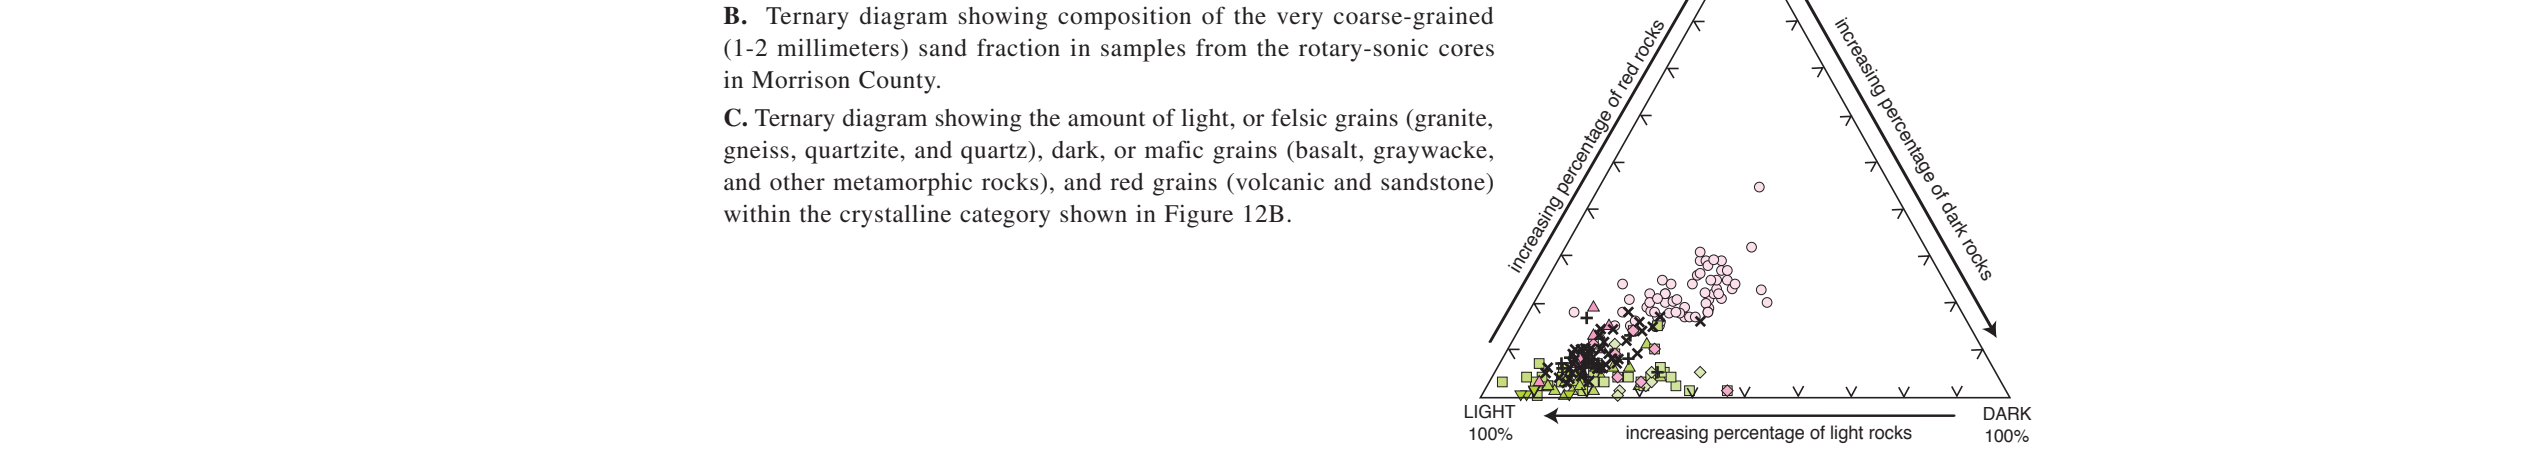 B. Ternary diagram showing composition of the very coarse-grained
(1-2 millimeters) sand fraction in samples from the rotary-sonic cores
in Morrison County.
C. Ternary diagram showing the amount of light, or felsic grains (granite,
gneiss, quartzite, and quartz), dark, or mafic grains (basalt, graywacke,
and other metamorphic rocks), and red grains (volcanic and sandstone)
within the crystalline category shown in Figure 12B.
increasing percentage of red rocks
increasing percentage of dark rocks
LIGHT
100%
increasing percentage of light rocks
DARK
100%